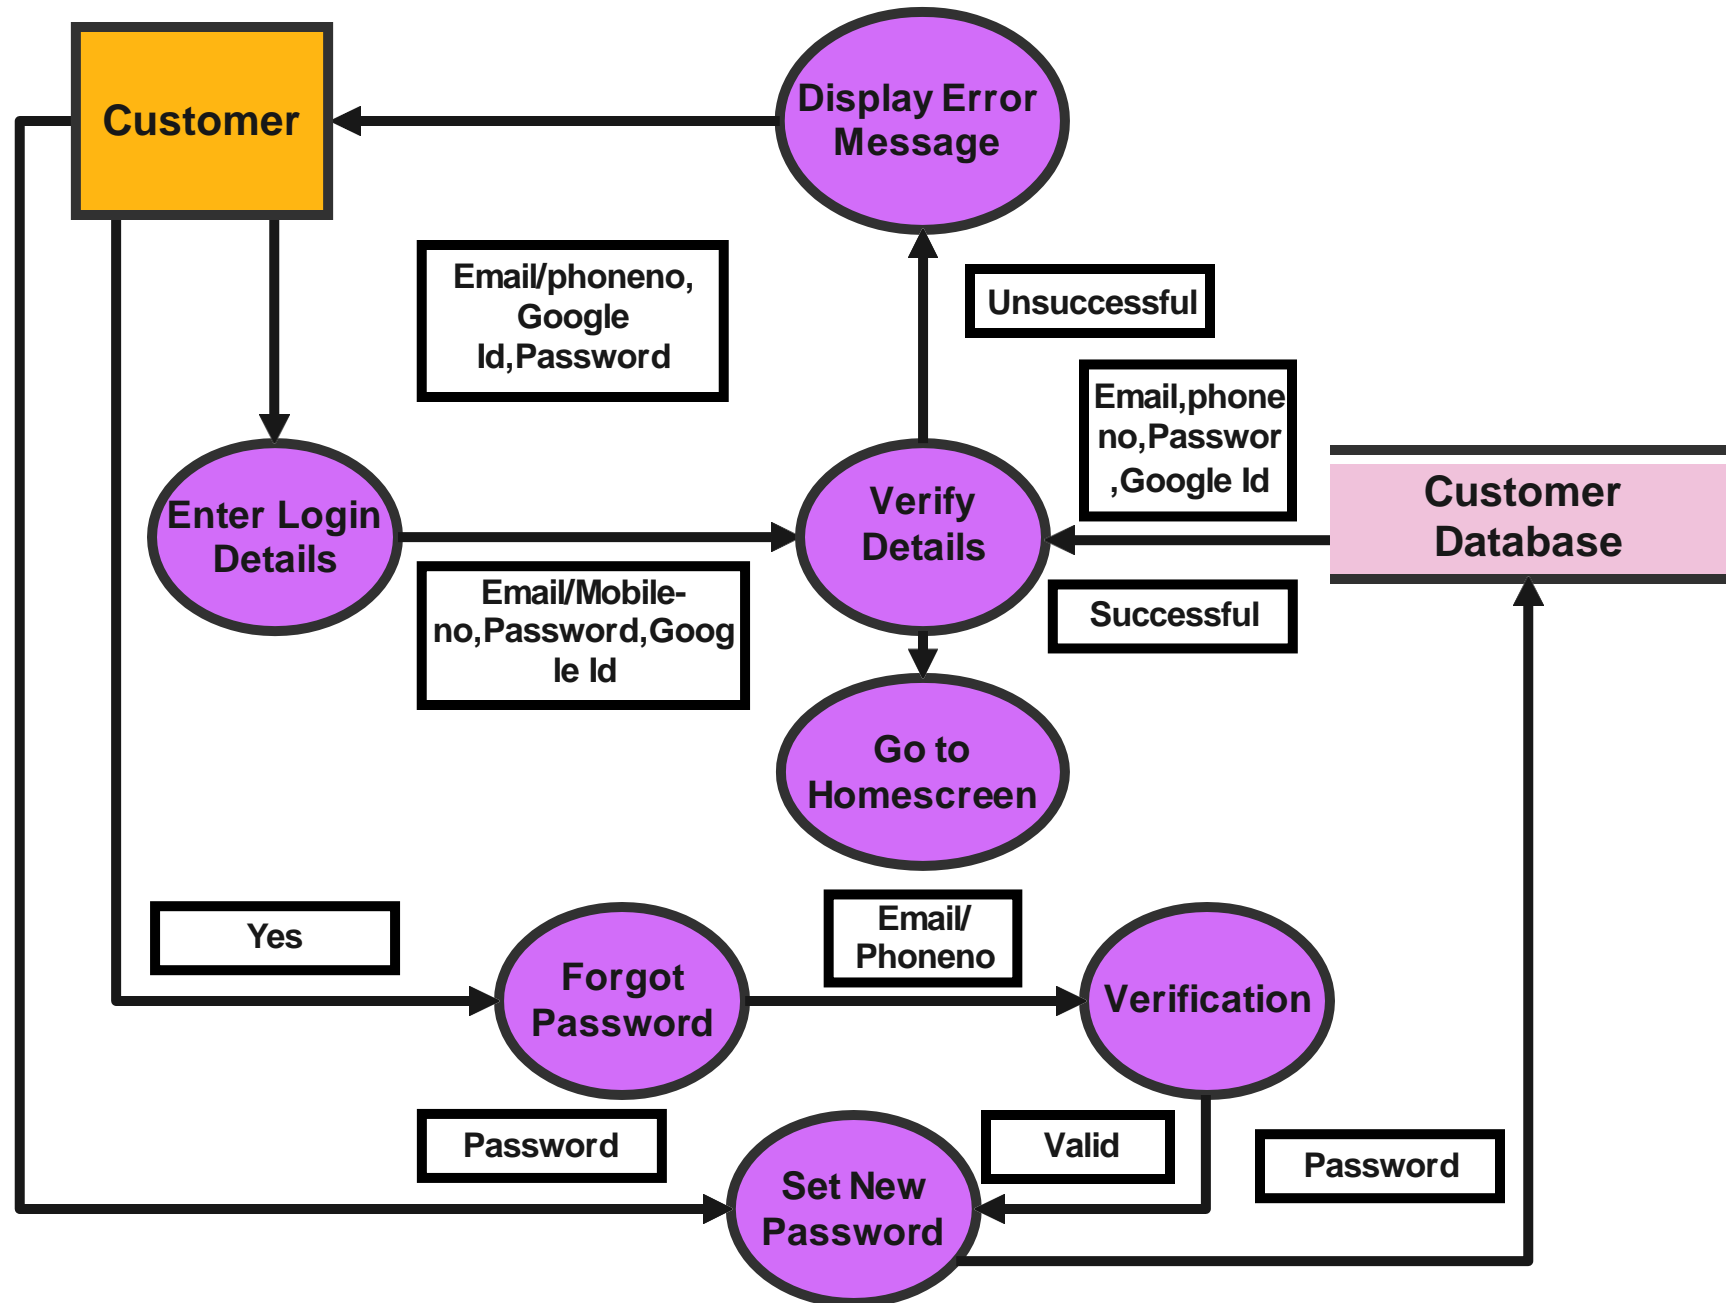 Customer
Display Error
Message
Email/phoneno,
Google
Id,Password
Unsuccessful
Email,phone
no,Passwor
,Google Id
Customer
Database
Enter Login
Details
Verify
Details
Email/Mobile-
no,Password,Goog
le Id
Successful
Go to
Homescreen
Yes
Email/
Phoneno
Forgot
Password
Verification
Password
Valid
Password
Set New
Password